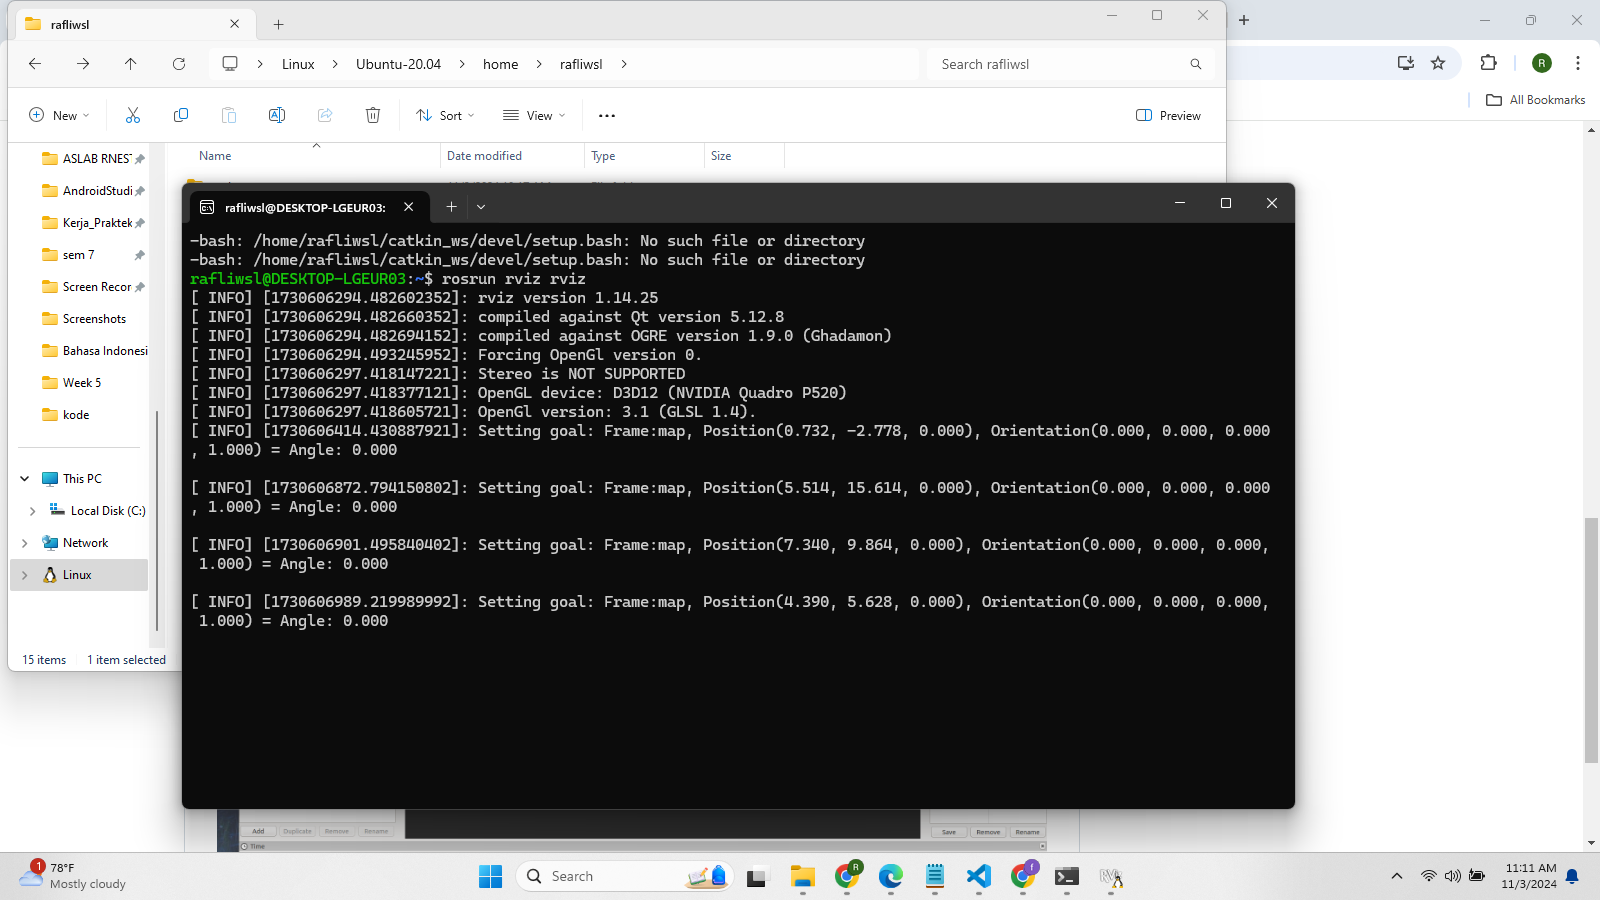 rafliwsl
Linux
Ubuntu-20.04
home
rafliwsl
Search rafliwsl
R
All Bookmarks
New
Sort
View
Preview
Name
Date modified
Type
Size
ASLAB RNEST
AndroidStudi
Kerja_Praktek
sem 7
Screen Recor
Screenshots
Bahasa Indonesi
Week 5
kode
This PC
Local Disk (C:)
Network
Linux
15 items
1 item selected
rafliwsl@DESKTOP-LGEUR03:
-bash: /home/rafliwsl/catkin_ws/devel/setup.bash: No such file or directory
-bash: /home/rafliwsl/catkin_ws/devel/setup.bash: No such file or directory
rafliwsl@DESKTOP-LGEUR03:~$ rosrun rviz rviz
[ INFO] [1730606294.482602352]: rviz version 1.14.25
[ INFO] [1730606294.482660352]: compiled against Qt version 5.12.8
[ INFO] [1730606294.482694152]: compiled against OGRE version 1.9.0 (Ghadamon)
[ INFO] [1730606294.493245952]: Forcing OpenGl version 0.
[ INFO] [1730606297.418147221]: Stereo is NOT SUPPORTED
[ INFO] [1730606297.418377121]: OpenGL device: D3D12 (NVIDIA Quadro P520)
[ INFO] [1730606297.418605721]: OpenGl version: 3.1 (GLSL 1.4).
[ INFO] [1730606414.430887921]: Setting goal: Frame:map, Position(0.732, -2.778, 0.000), Orientation(0.000, 0.000, 0.000
, 1.000) = Angle: 0.000
[ INFO] [1730606872.794150802]: Setting goal: Frame:map, Position(5.514, 15.614, 0.000), Orientation(0.000, 0.000, 0.000
, 1.000) = Angle: 0.000
[ INFO] [1730606901.495840402]: Setting goal: Frame:map, Position(7.340, 9.864, 0.000), Orientation(0.000, 0.000, 0.000,
1.000) = Angle: 0.000
[ INFO] [1730606989.219989992]: Setting goal: Frame:map, Position(4.390, 5.628, 0.000), Orientation(0.000, 0.000, 0.000,
1.000) = Angle: 0.000
Add
Duplicate
Remove
Rename
Save
Remove
Rename
Time
1
78°F
Mostly cloudy
Search
R
f
11:11 AM
11/3/2024